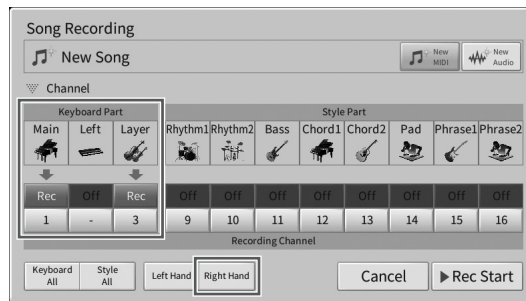 Song Recording
New Song
New MIDI
New Audio
Channel
Keyboard Part
Style Part
Main Left Layer Rhythm1 Rhythm2 Bass Chord1 Chord2 Pad Phrase1 Phrase2
Rec Off Rec Off Off Off Off Off Off Off Off
1 - 3 9 10 11 12 13 14 15 16
Recording Channel
Keyboard All
Style All
Left Hand
Right Hand
Cancel
Rec Start